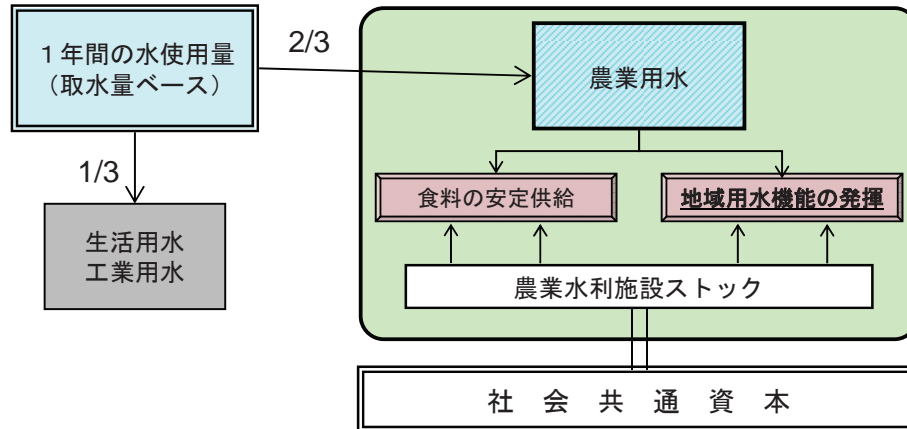 １年間の水使用量
（取水量ベース）
2/3
農業用水
1/3
食料の安定供給
地域用水機能の発揮
生活用水
工業用水
農業水利施設ストック
社会共通資本